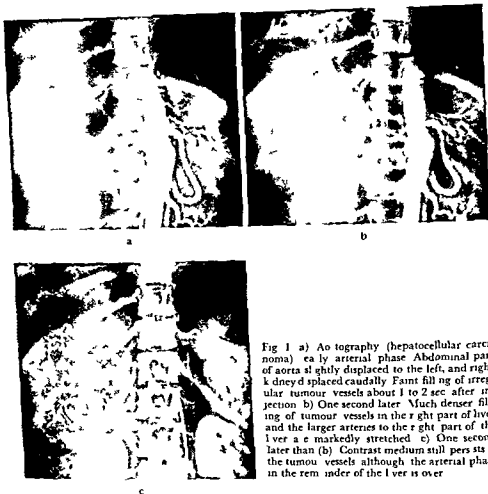 a
b
c
Fig 1 a) Ao tography (hepatocellular carci
noma) ea ly arterial phase Abdominal par
of aorta sl ghtly displaced to the left, and righ
k dney d splaced caudally Faint fill ng of irreg
ular tumour vessels about 1 to 2 sec after in
jection b) One second later Much denser fill
ing of tumour vessels in the r ght part of live
and the larger arteries to the r ght part of th
l ver a e markedly stretched c) One secon
later than (b) Contrast medium still pers sts
the tumou vessels although the arterial pha
in the rem inder of the l ver is over